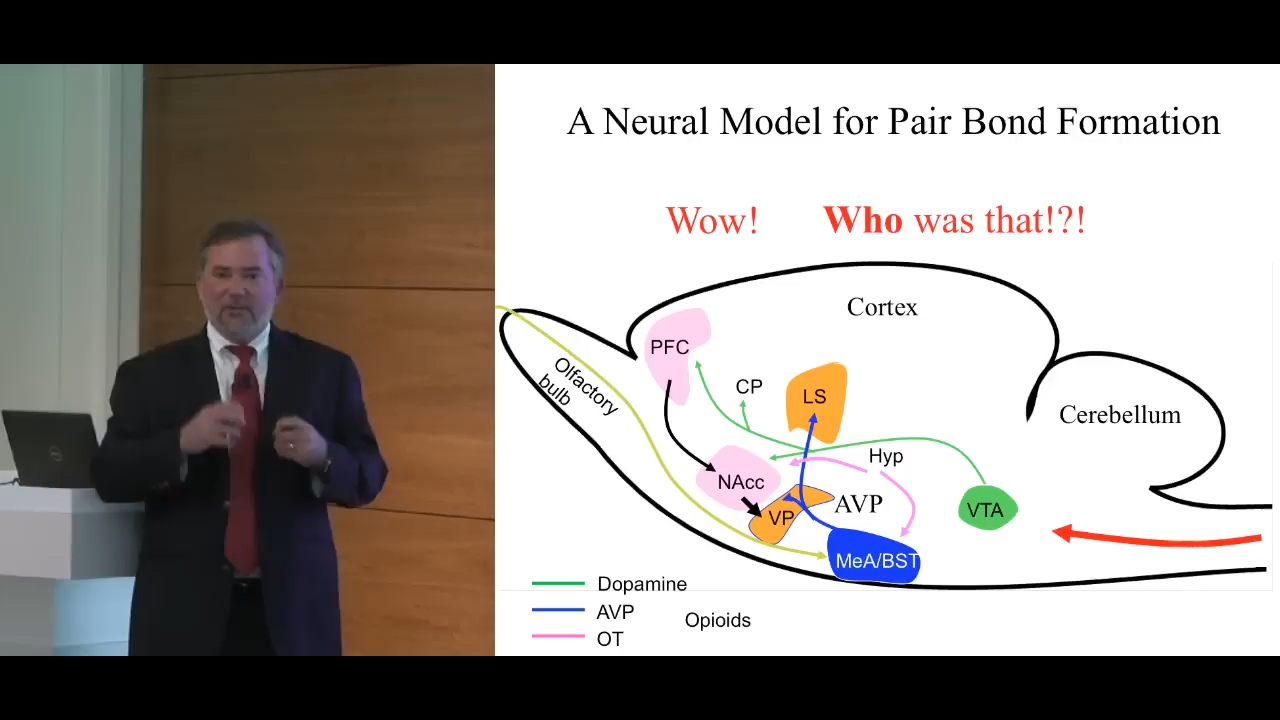 A Neural Model for Pair Bond Formation
Wow! Who was that!?!
Cortex
PFC
Olfactory
bulb
CP
LS
Cerebellum
Hyp
NAcc
AVP
VP
VTA
MeA/BST
Dopamine
AVP
Opioids
OT